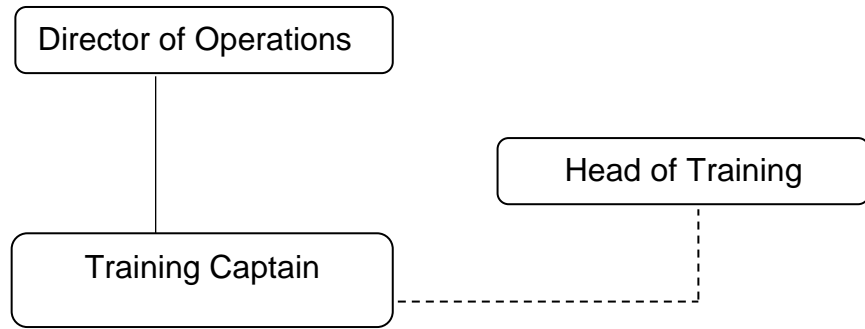 Director of Operations
Head of Training
Training Captain